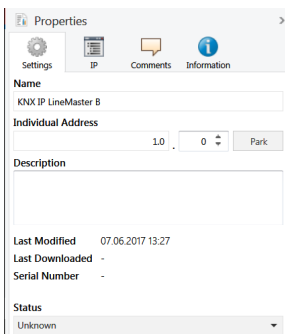 Properties
Settings IP Comments Information
Name
KNX IP LineMaster B
Individual Address
1.0 . 0 Park
Description
Last Modified 07.06.2017 13:27
Last Downloaded -
Serial Number -
Status
Unknown